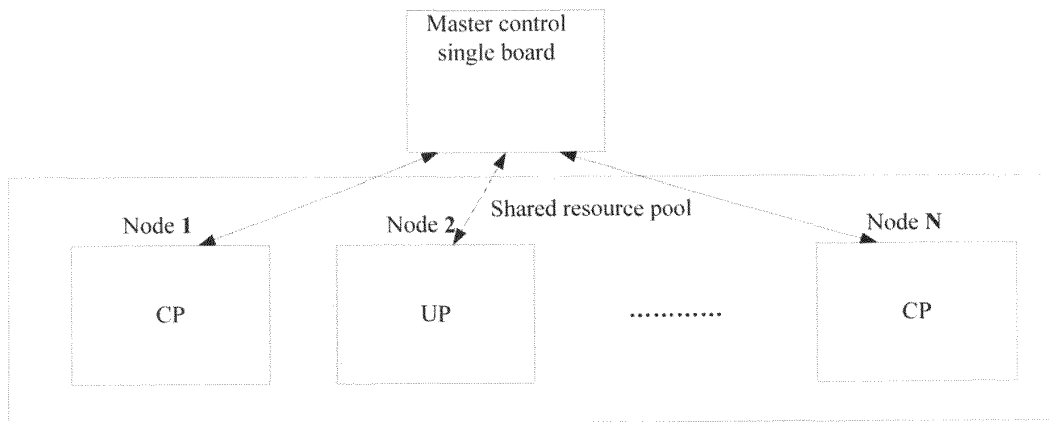 Master control
single board
Shared resource pool
Node 1
Node 2
Node N
CP
UP
…………
CP